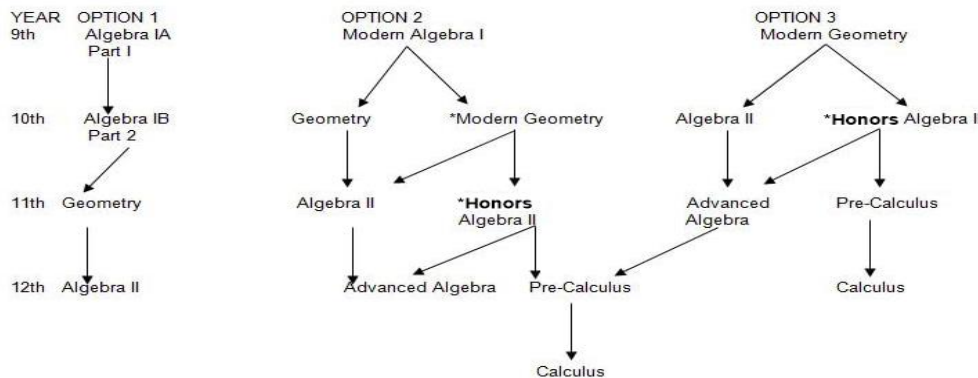 YEAR OPTION 1 OPTION 2 OPTION 3
9th Algebra IA Modern Algebra I Modern Geometry
Part I
10th Algebra IB Geometry *Modern Geometry Algebra II *Honors Algebra II
Part 2
11th Geometry Algebra II *Honors Advanced Pre-Calculus
Algebra II Algebra
12th Algebra II Advanced Algebra Pre-Calculus Calculus
Calculus